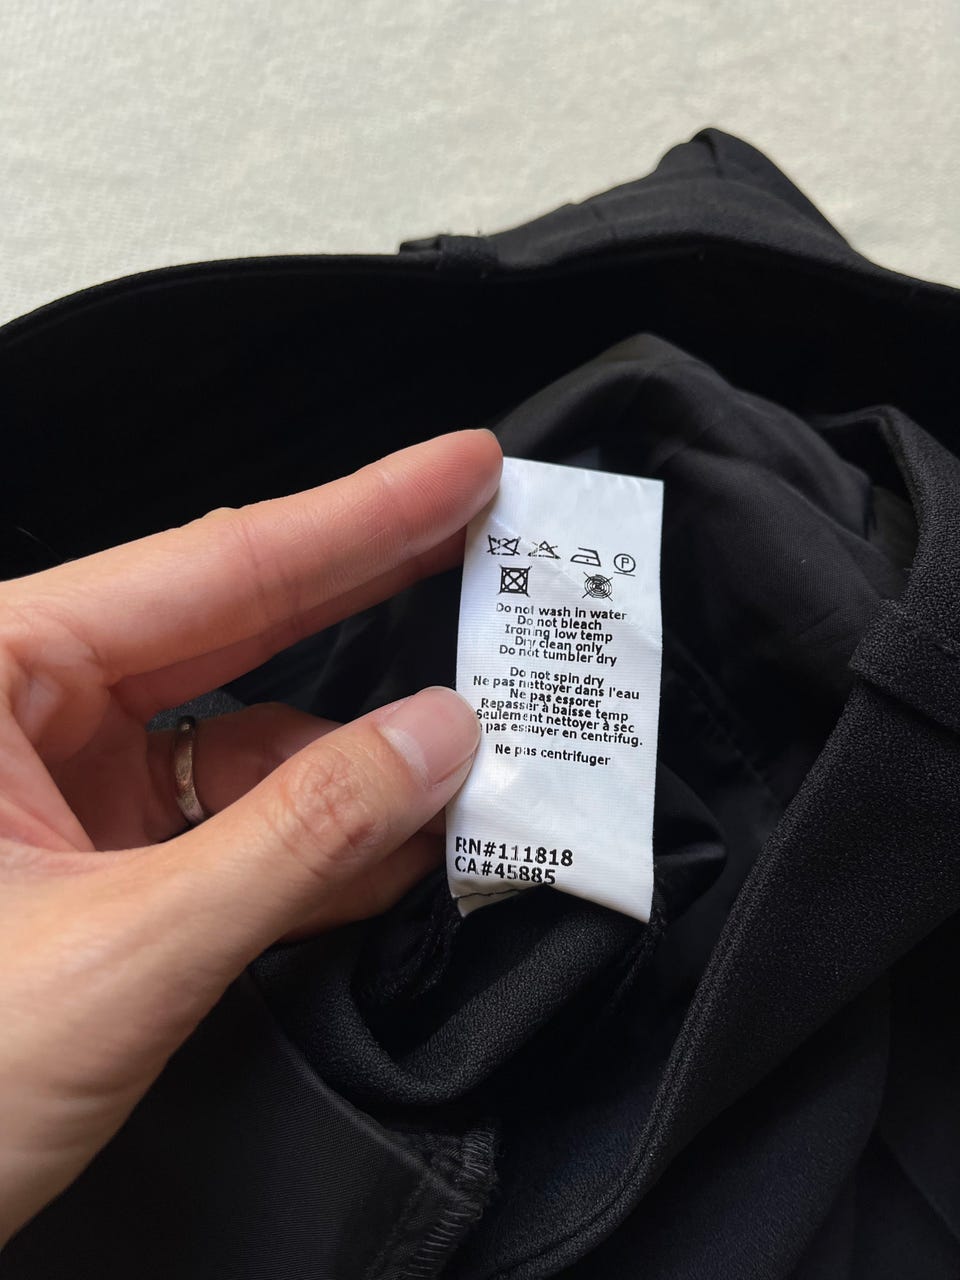 P
Do not wash in water
Do not bleach
Ironing low temp
Dry clean only
Do not tumbler dry
Do not spin dry
Ne pas nettoyer dans l'eau
Ne pas essorer
Repasser à baisse temp
Seulement nettoyer à sec
pas essuyer en centrifug.
Ne pas centrifuger
RN#111818
CA#45885